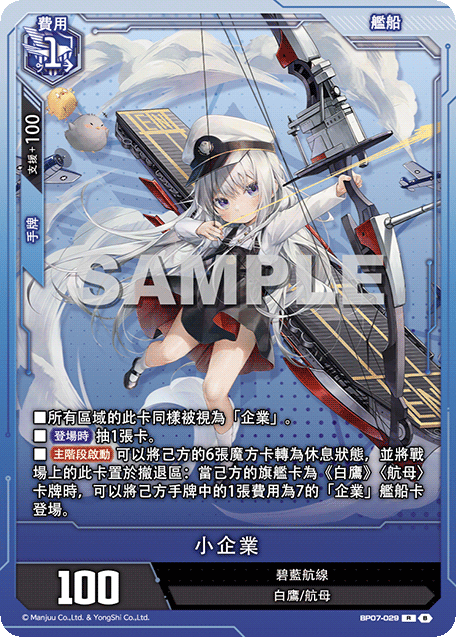 費用
1
艦船
支援+100
手牌
SAMPLE
■所有區域的此卡同樣被視為「企業」。
■登場時 抽1張卡。
■主階段啟動 可以將己方的6張魔方卡轉為休息狀態，並將戰
場上的此卡置於撤退區：當己方的旗艦卡為《白鷹》〈航母〉
卡牌時，可以將己方手牌中的1張費用為7的「企業」艦船卡
登場。
小企業
100
碧藍航線
白鷹/航母
© Manjuu Co.,Ltd. & YongShi Co.,Ltd.
BP07-029 R B